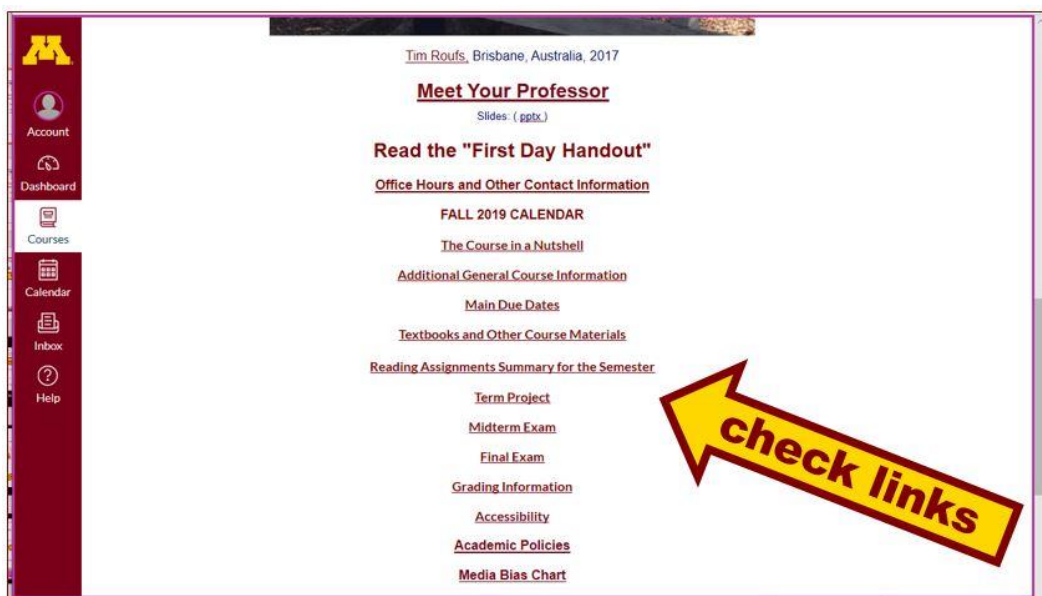 M
Account
Dashboard
Courses
Calendar
Inbox
Help
Tim Roufs, Brisbane, Australia, 2017
Meet Your Professor
Slides: ( pptx )
Read the "First Day Handout"
Office Hours and Other Contact Information
FALL 2019 CALENDAR
The Course in a Nutshell
Additional General Course Information
Main Due Dates
Textbooks and Other Course Materials
Reading Assignments Summary for the Semester
Term Project
Midterm Exam
Final Exam
Grading Information
Accessibility
Academic Policies
Media Bias Chart
check links